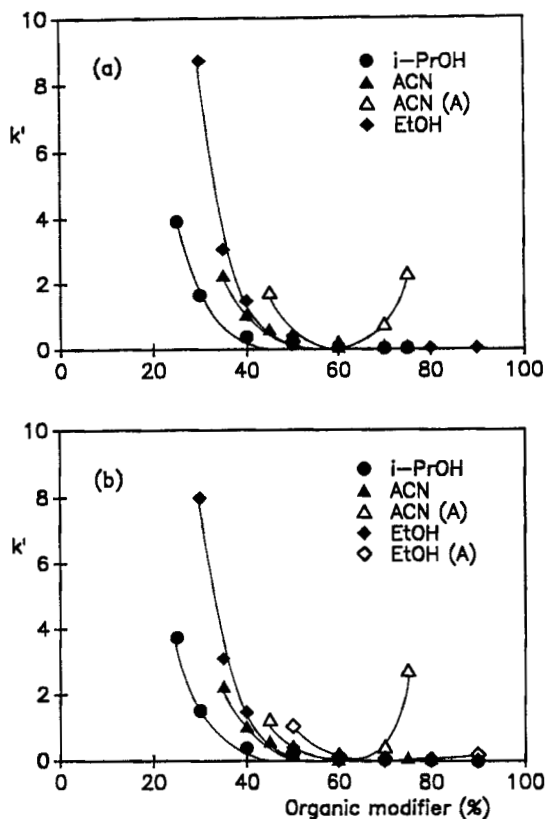 10
(a)
i-PrOH
ACN
8
ACN (A)
EtOH
k'
6
4
2
0
0 20 40 60 80 100
10
(b)
i-PrOH
ACN
8
ACN (A)
EtOH
k'
EtOH (A)
6
4
2
0
0 20 40 60 80 100
Organic modifier (%)